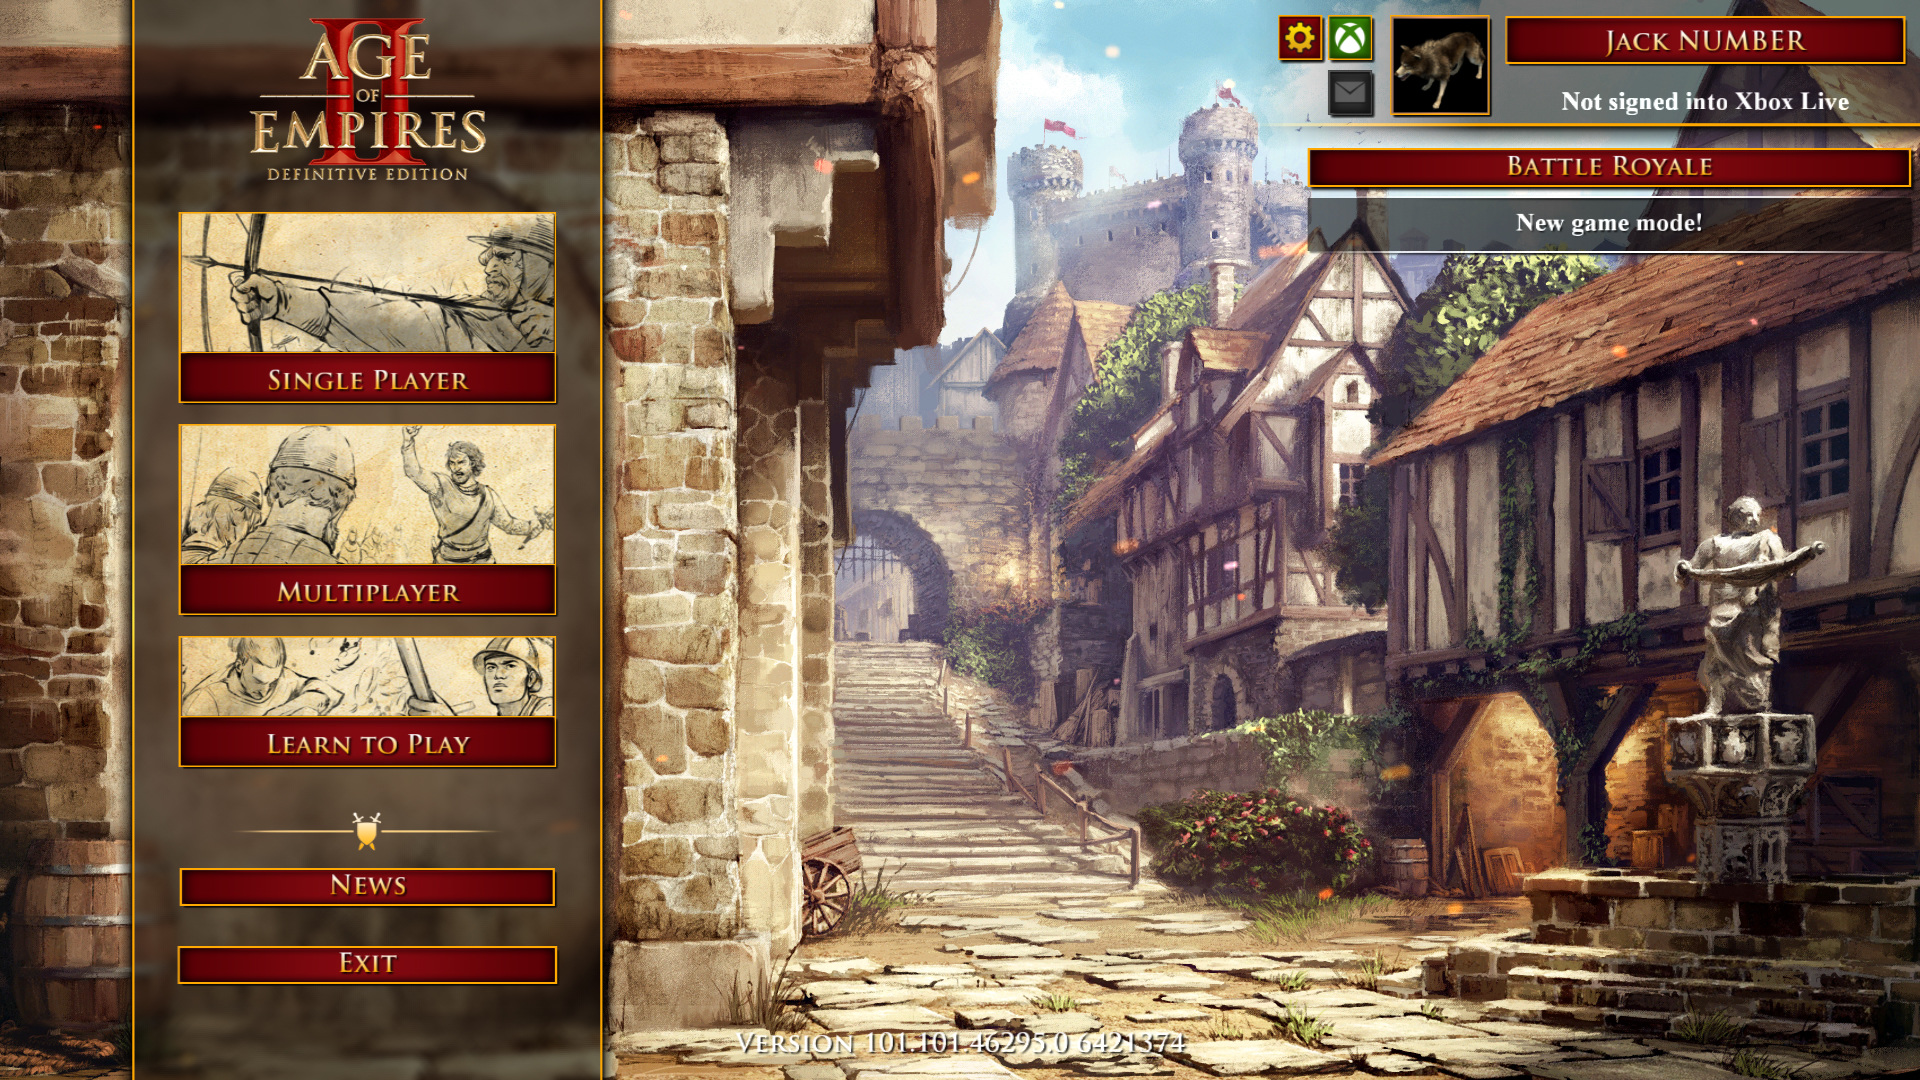 AGE
OF
EMPIRES
II
DEFINITIVE EDITION
SINGLE PLAYER
MULTIPLAYER
LEARN TO PLAY
NEWS
EXIT
JACK NUMBER
Not signed into Xbox Live
BATTLE ROYALE
New game mode!
VERSION 101.101.46295.0 6421374